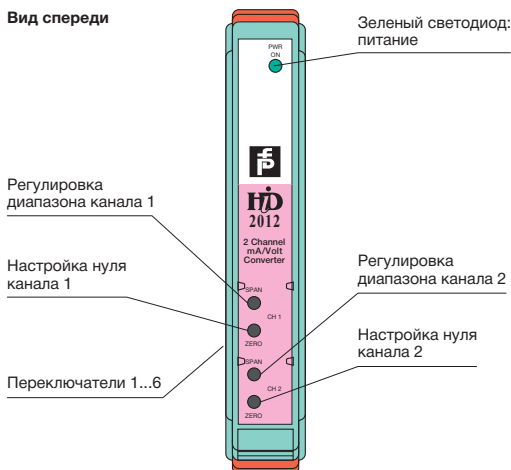 Вид спереди
Зеленый светодиод:
питание
PWR
ON
HiD
2012
2 Channel
mA/Volt
Converter
Регулировка
диапазона канала 1
Настройка нуля
канала 1
Переключатели 1...6
SPAN
CH 1
ZERO
SPAN
CH 2
ZERO
Регулировка
диапазона канала 2
Настройка нуля
канала 2